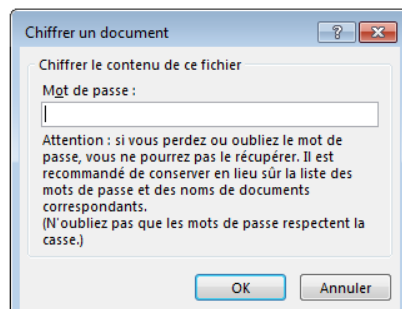 Chiffrer un document
Chiffrer le contenu de ce fichier
Mot de passe :
Attention : si vous perdez ou oubliez le mot de
passe, vous ne pourrez pas le récupérer. Il est
recommandé de conserver en lieu sûr la liste des
mots de passe et des noms de documents
correspondants.
(N'oubliez pas que les mots de passe respectent la
casse.)
OK Annuler